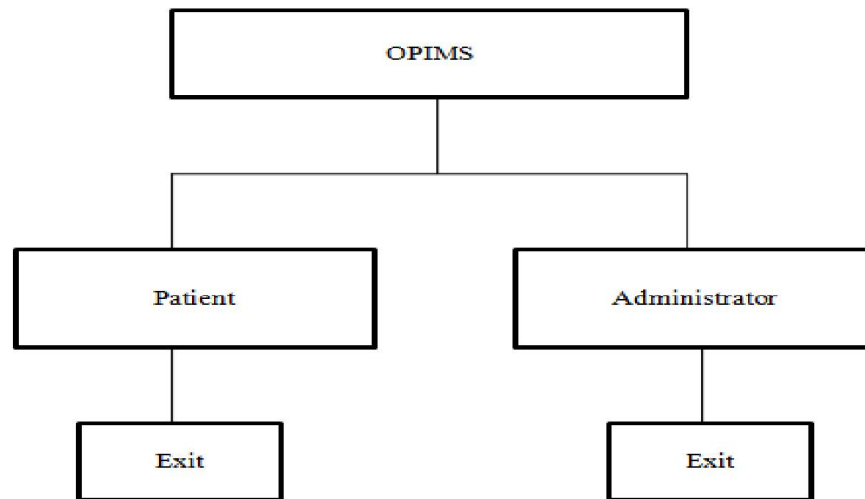 OPIMS
Patient
Administrator
Exit
Exit